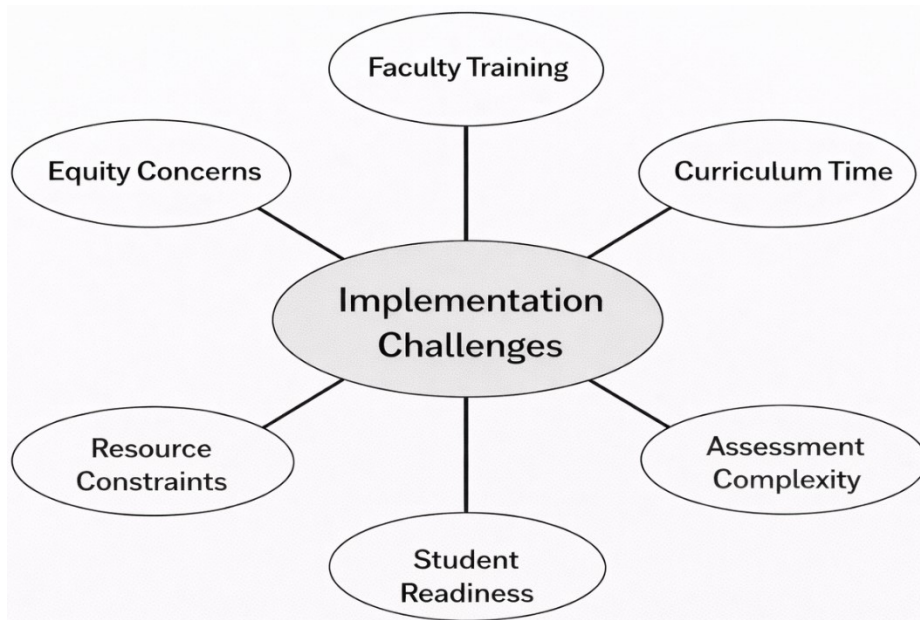 Faculty Training
Equity Concerns
Curriculum Time
Implementation
Challenges
Resource
Constraints
Assessment
Complexity
Student
Readiness